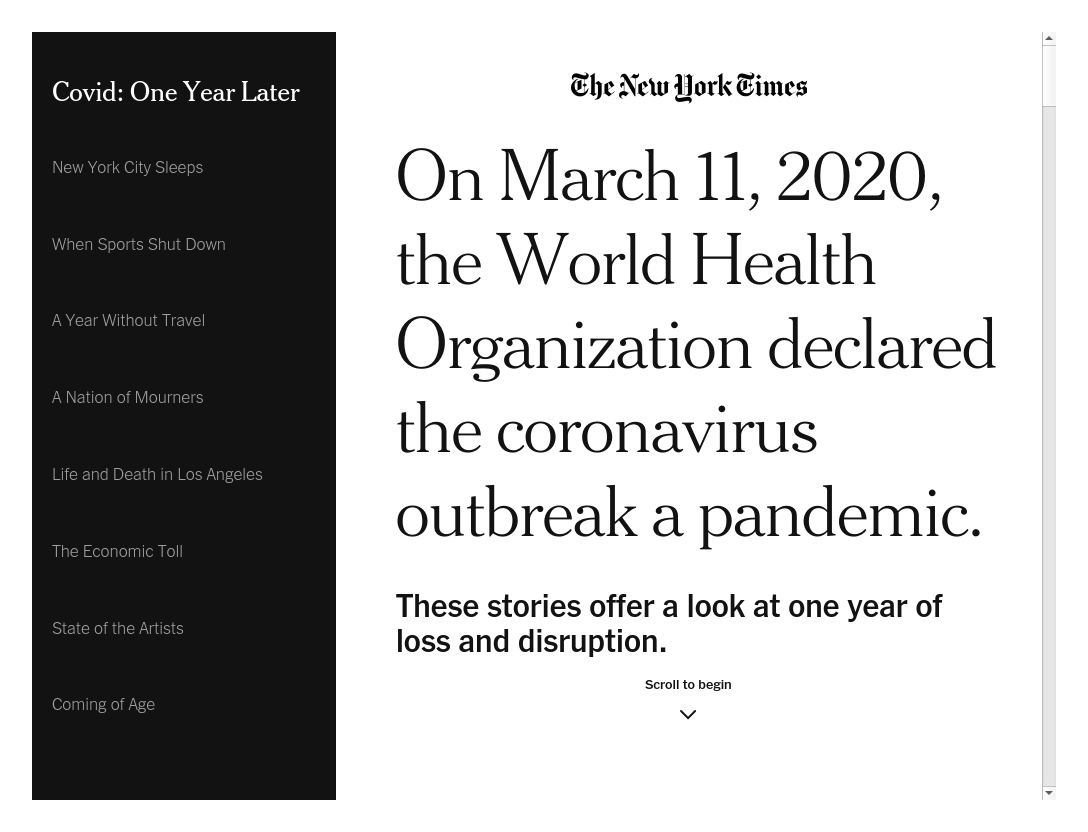 Covid: One Year Later
New York City Sleeps
When Sports Shut Down
A Year Without Travel
A Nation of Mourners
Life and Death in Los Angeles
The Economic Toll
State of the Artists
Coming of Age
The New York Times
On March 11, 2020,
the World Health
Organization declared
the coronavirus
outbreak a pandemic.
These stories offer a look at one year of
loss and disruption.
Scroll to begin